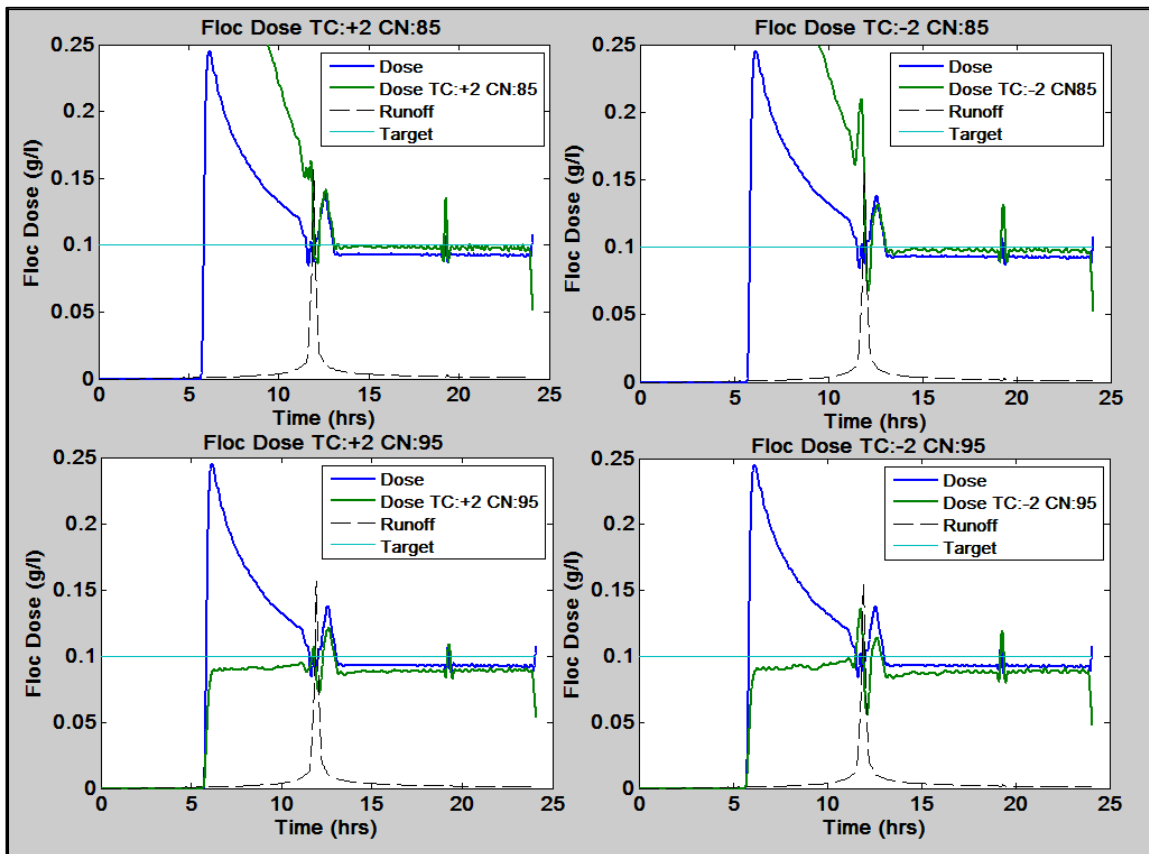 Floc Dose TC:+2 CN:85
0.25
0.2
0.15
0.1
0.05
0
Floc Dose (g/l)
Dose
Dose TC:+2 CN:85
Runoff
Target
0 5 10 15 20 25
Time (hrs)
Floc Dose TC:-2 CN:85
0.25
0.2
0.15
0.1
0.05
0
Floc Dose (g/l)
Dose
Dose TC:-2 CN85
Runoff
Target
0 5 10 15 20 25
Time (hrs)
Floc Dose TC:+2 CN:95
0.25
0.2
0.15
0.1
0.05
0
Floc Dose (g/l)
Dose
Dose TC:+2 CN:95
Runoff
Target
0 5 10 15 20 25
Time (hrs)
Floc Dose TC:-2 CN:95
0.25
0.2
0.15
0.1
0.05
0
Floc Dose (g/l)
Dose
Dose TC:-2 CN:95
Runoff
Target
0 5 10 15 20 25
Time (hrs)